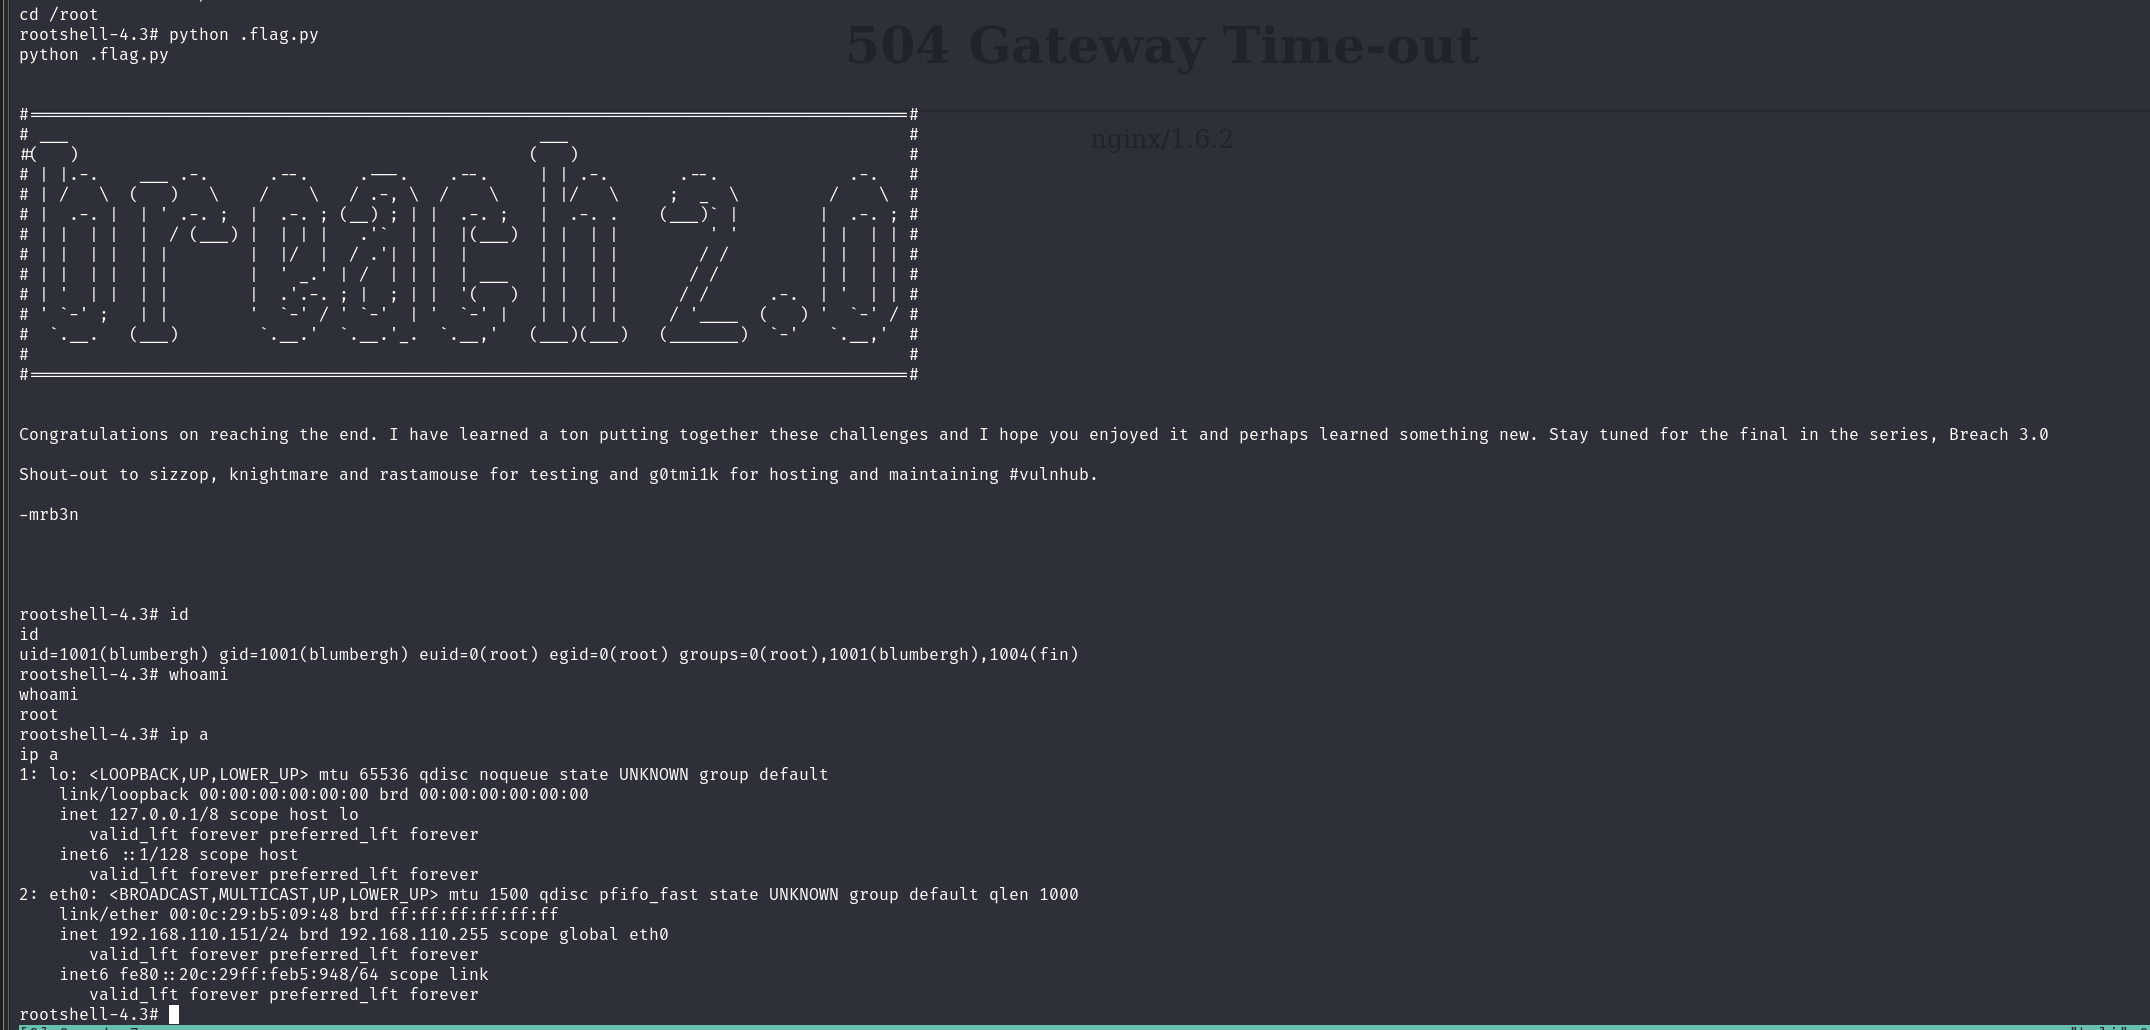 cd /root
rootshell-4.3# python .flag.py
python .flag.py
504 Gateway Time-out
nginx/1.6.2
breach 2.0
Congratulations on reaching the end. I have learned a ton putting together these challenges and I hope you enjoyed it and perhaps learned something new. Stay tuned for the final in the series, Breach 3.0
Shout-out to sizzop, knightmare and rastamouse for testing and g0tmi1k for hosting and maintaining #vulnhub.
-mrb3n
rootshell-4.3# id
id
uid=1001(blumbergh) gid=1001(blumbergh) euid=0(root) egid=0(root) groups=0(root),1001(blumbergh),1004(fin)
rootshell-4.3# whoami
whoami
root
rootshell-4.3# ip a
ip a
1: lo: <LOOPBACK,UP,LOWER_UP> mtu 65536 qdisc noqueue state UNKNOWN group default
link/loopback 00:00:00:00:00:00 brd 00:00:00:00:00:00
inet 127.0.0.1/8 scope host lo
valid_lft forever preferred_lft forever
inet6 ::1/128 scope host
valid_lft forever preferred_lft forever
2: eth0: <BROADCAST,MULTICAST,UP,LOWER_UP> mtu 1500 qdisc pfifo_fast state UNKNOWN group default qlen 1000
link/ether 00:0c:29:b5:09:48 brd ff:ff:ff:ff:ff:ff
inet 192.168.110.151/24 brd 192.168.110.255 scope global eth0
valid_lft forever preferred_lft forever
inet6 fe80::20c:29ff:feb5:948/64 scope link
valid_lft forever preferred_lft forever
rootshell-4.3#